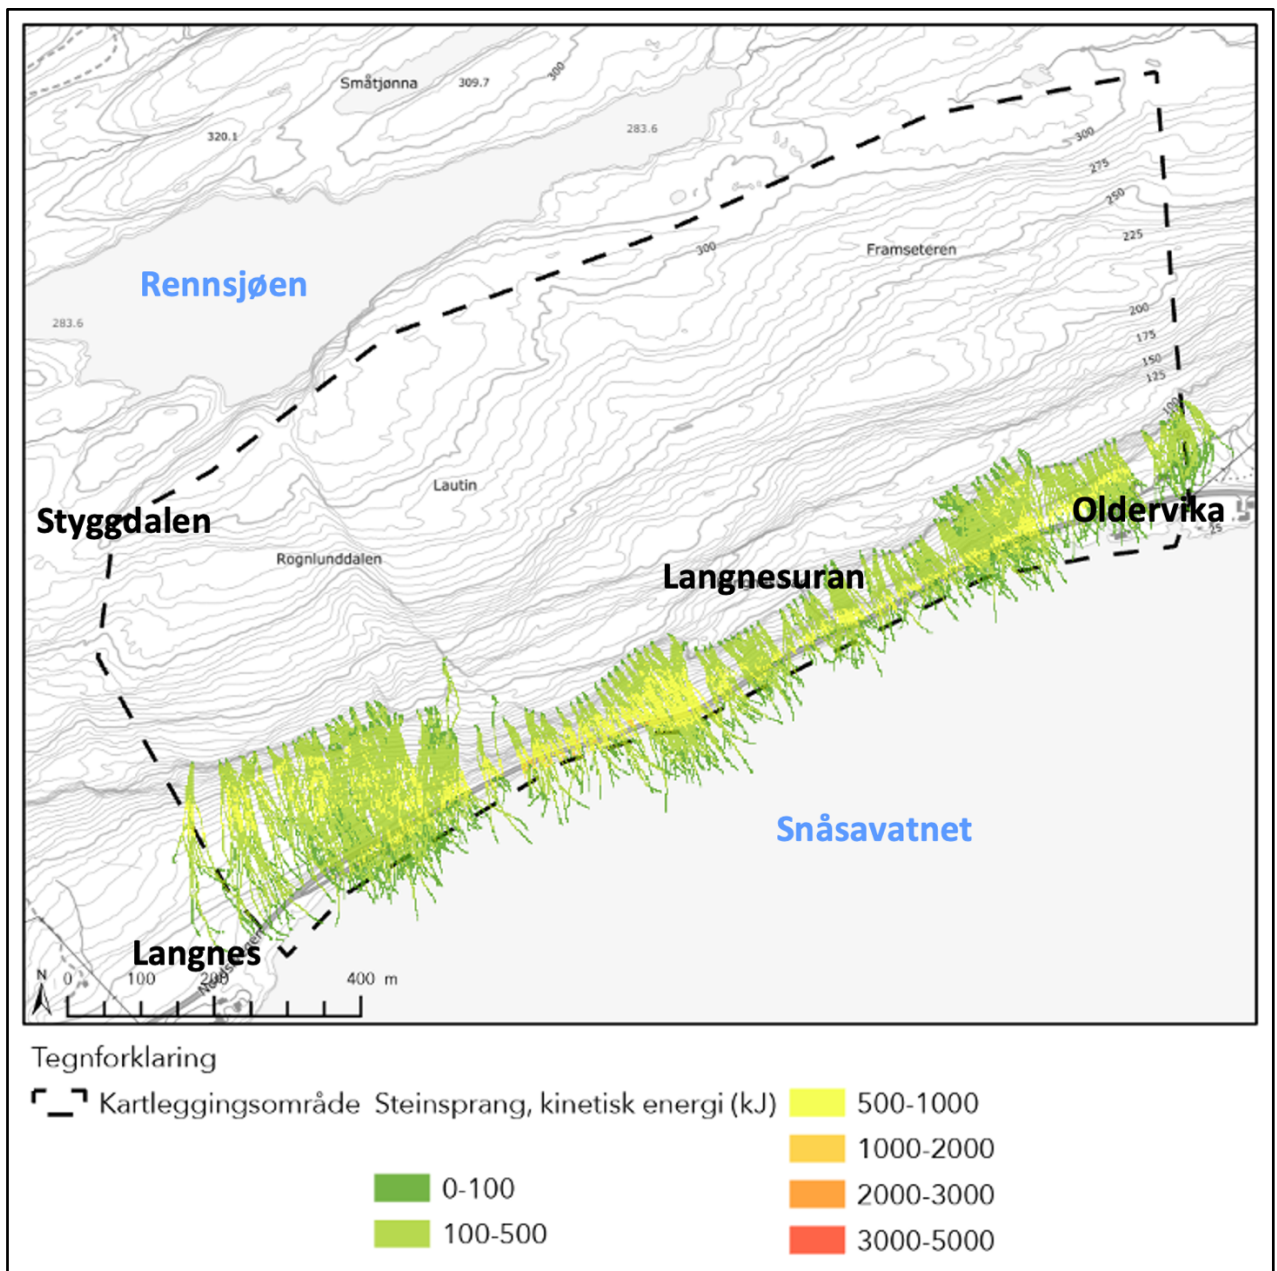 Småtjønna
309.7
300
320.1
283.6
300
275
250
225
300
Framseteren
Rennsjøen
283.6
200
175
150
125
100
Lautin
Styggdalen
Oldervika
25
Rognlunddalen
Langnesuran
Snåsavatnet
Langnes
N
0 100 200 400 m
Tegnforklaring
Kartleggingsområde Steinsprang, kinetisk energi (kJ)
0-100
100-500
500-1000
1000-2000
2000-3000
3000-5000